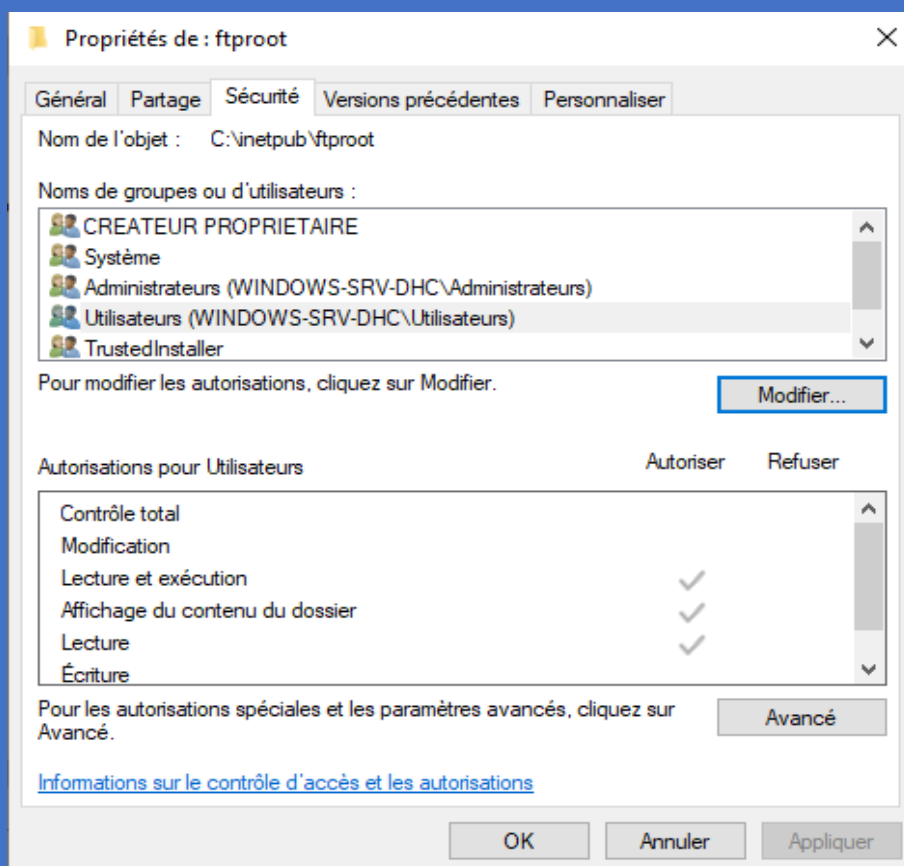 Propriétés de : ftproot
Général Partage Sécurité Versions précédentes Personnaliser
Nom de l'objet : C:\inetpub\ftproot
Noms de groupes ou d'utilisateurs :
CREATEUR PROPRIETAIRE
Système
Administrateurs (WINDOWS-SRV-DHC\Administrateurs)
Utilisateurs (WINDOWS-SRV-DHC\Utilisateurs)
TrustedInstaller
Pour modifier les autorisations, cliquez sur Modifier.
Modifier...
Autorisations pour Utilisateurs Autoriser Refuser
Contrôle total
Modification
Lecture et exécution
Affichage du contenu du dossier
Lecture
Écriture
Pour les autorisations spéciales et les paramètres avancés, cliquez sur
Avancé.
Avancé
Informations sur le contrôle d'accès et les autorisations
OK Annuler Appliquer